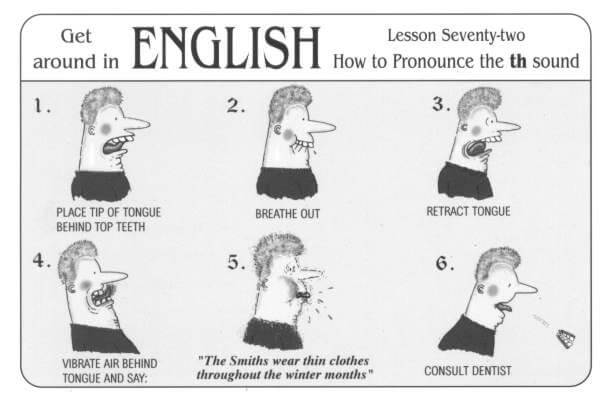 Get
around in ENGLISH
Lesson Seventy-two
How to Pronounce the th sound
1.
PLACE TIP OF TONGUE
BEHIND TOP TEETH
2.
BREATHE OUT
3.
RETRACT TONGUE
4.
VIBRATE AIR BEHIND
TONGUE AND SAY:
5.
"The Smiths wear thin clothes
throughout the winter months"
6.
CONSULT DENTIST